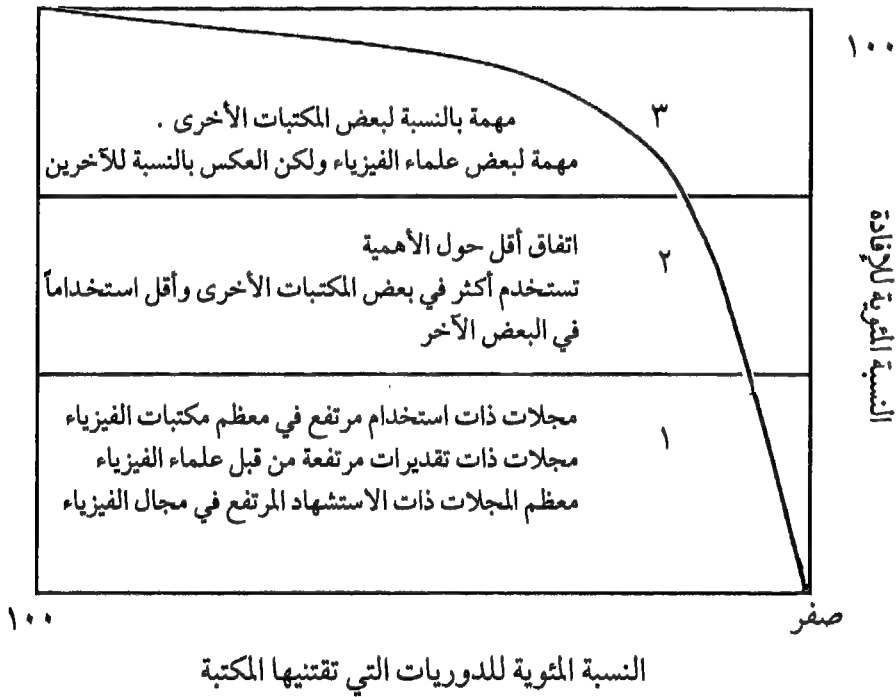 ١٠٠
٣
مهمة بالنسبة لبعض المكتبات الأخرى .
مهمة لبعض علماء الفيزياء ولكن العكس بالنسبة للآخرين
النسبة المئوية للإفادة
٢
اتفاق أقل حول الأهمية
تستخدم أكثر في بعض المكتبات الأخرى وأقل استخداماً
في البعض الآخر
١
مجلات ذات استخدام مرتفع في معظم مكتبات الفيزياء
مجلات ذات تقديرات مرتفعة من قبل علماء الفيزياء
معظم المجلات ذات الاستشهاد المرتفع في مجال الفيزياء
صفر
١٠٠
النسبة المئوية للدوريات التي تقتنيها المكتبة